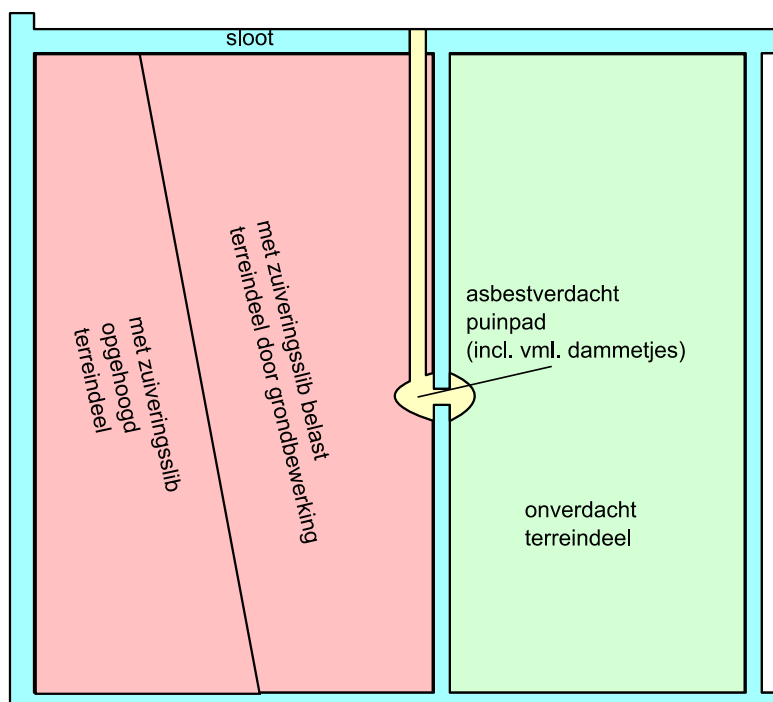 sloot
met zuiveringsslib
opgehoogd
terreindeel
met zuiveringsslib belast
terreindeel door grondbewerking
asbestverdacht
puinpad
(incl. vml. dammetjes)
onverdacht
terreindeel